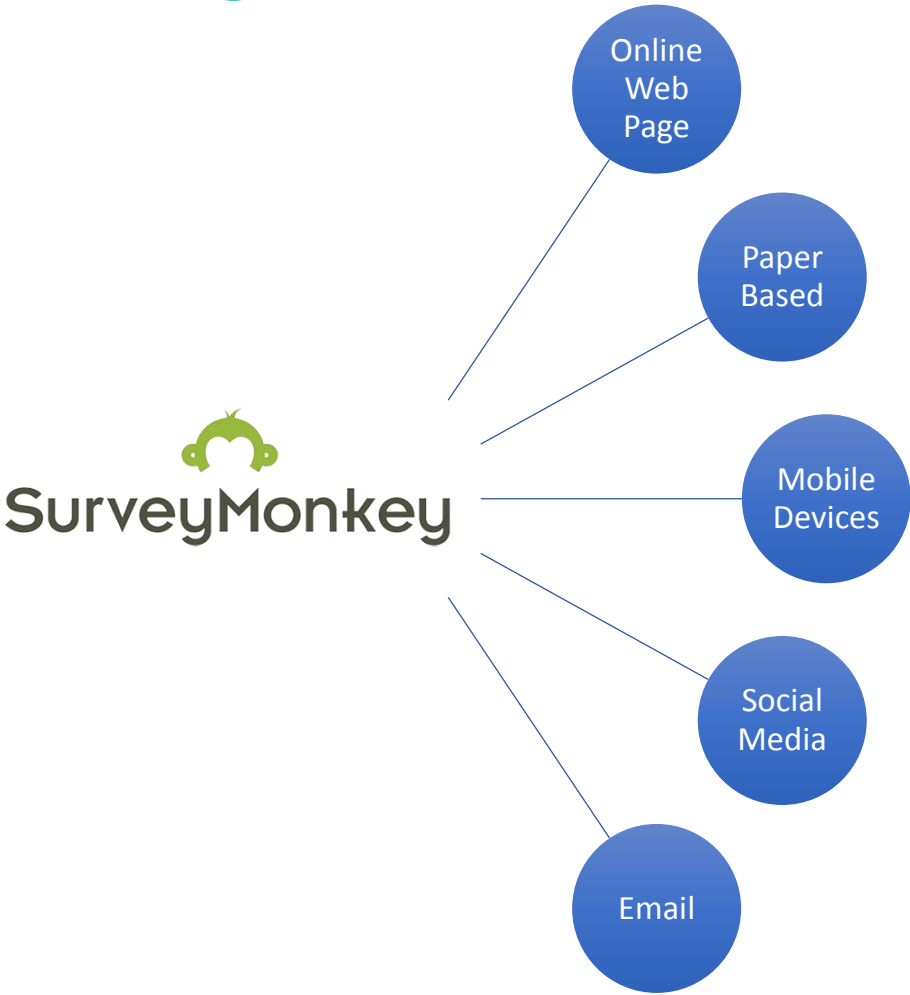 Online
Web
Page
Paper
Based
Mobile
Devices
SurveyMonkey
Social
Media
Email